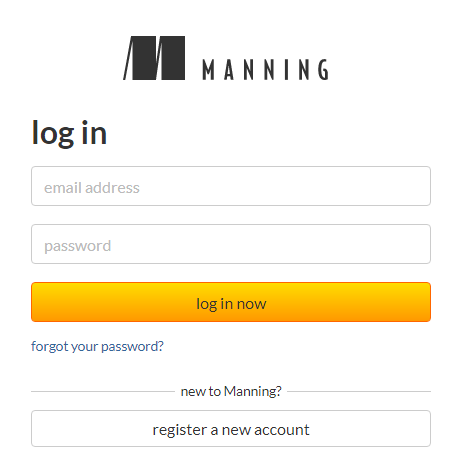 MANNING
log in
email address
password
log in now
forgot your password?
new to Manning?
register a new account